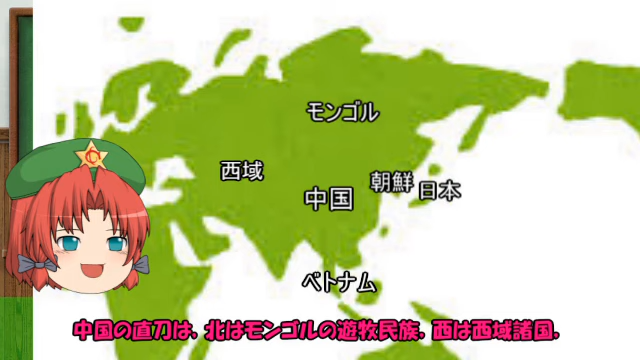 モンゴル
西域
中国
朝鮮
日本
ベトナム
中国の直刀は，北はモンゴルの遊牧民族，西は西域諸国，